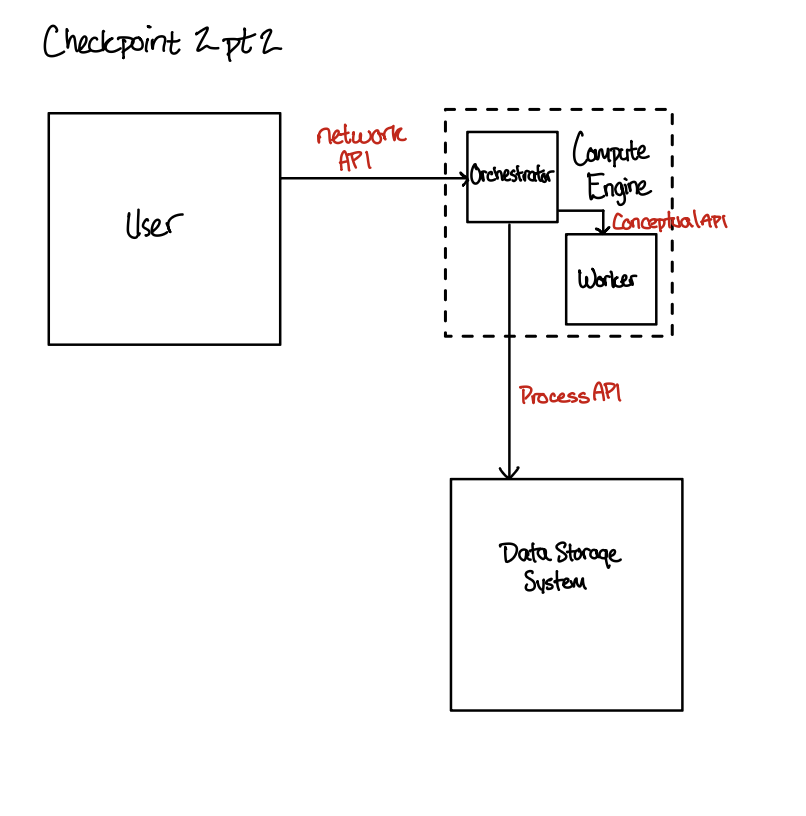 Checkpoint 2 pt 2
network
API
User
Orchestrator
Compute
Engine
Conceptual API
Worker
Process API
Data Storage
System